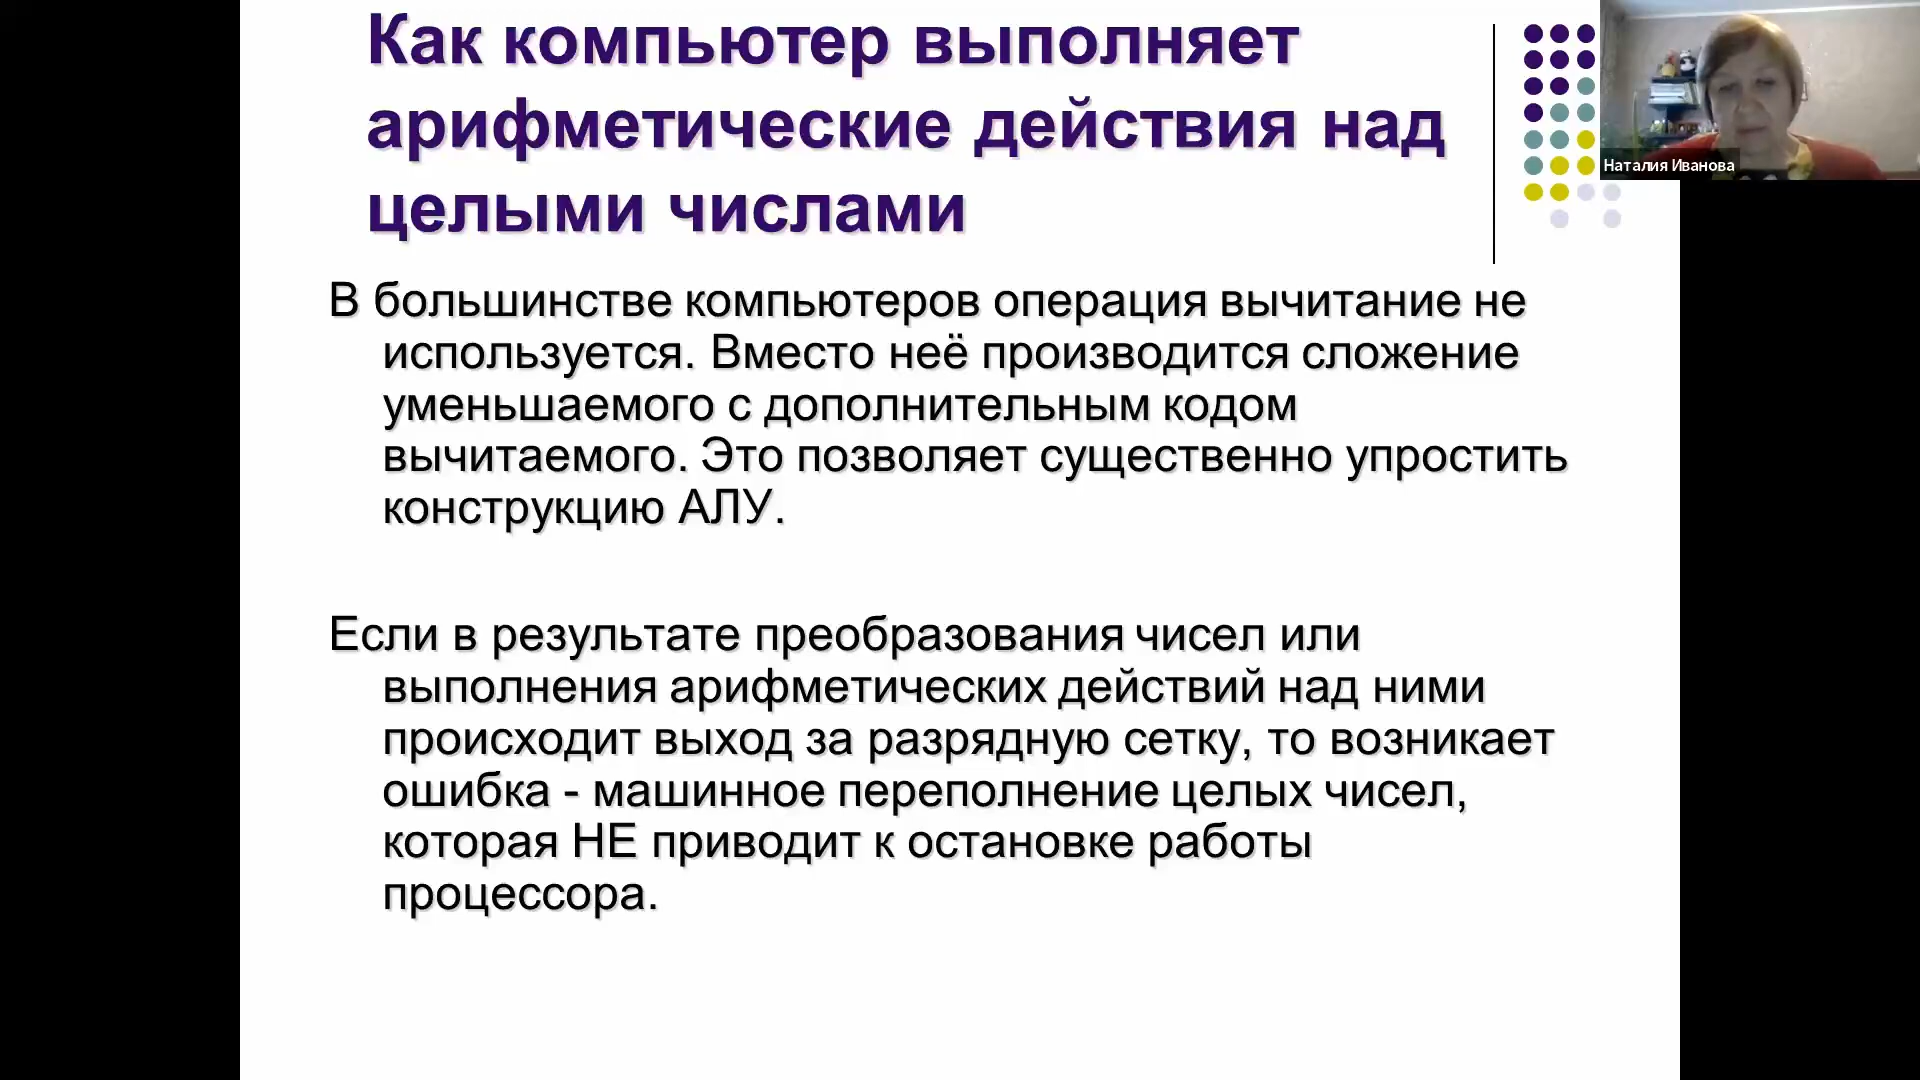 Как компьютер выполняет
арифметические действия над
целыми числами
Наталия Иванова
В большинстве компьютеров операция вычитание не
используется. Вместо неё производится сложение
уменьшаемого с дополнительным кодом
вычитаемого. Это позволяет существенно упростить
конструкцию АЛУ.
Если в результате преобразования чисел или
выполнения арифметических действий над ними
происходит выход за разрядную сетку, то возникает
ошибка - машинное переполнение целых чисел,
которая НЕ приводит к остановке работы
процессора.